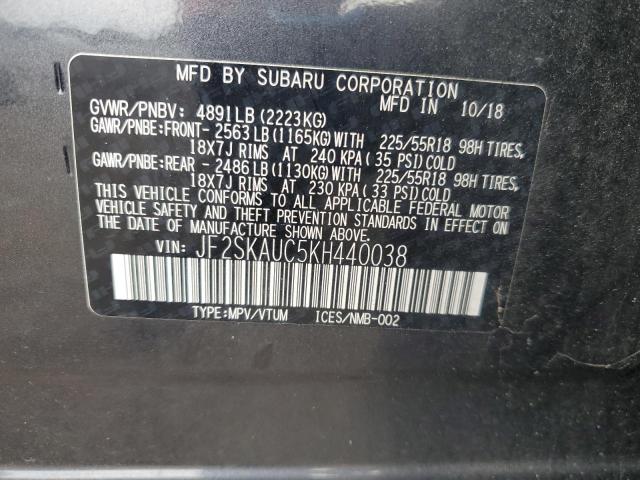 MFD BY SUBARU CORPORATION
MFD IN 10/18
GVWR/PNBV: 4891LB(2223KG)
GAWR/PNBE:FRONT- 2563LB(1165KG)WITH 225/55R18 98H TIRES,
18X7J RIMS AT 240 KPA(35 PSI)COLD
GAWR/PNBE:REAR - 2486LB(1130KG)WITH 225/55R18 98H TIRES,
18X7J RIMS AT 230 KPA(33 PSI)COLD
THIS VEHICLE CONFORMS TO ALL APPLICABLE FEDERAL MOTOR
VEHICLE SAFETY AND THEFT PREVENTION STANDARDS IN EFFECT ON
THE DATE OF MANUFACTURE SHOWN ABOVE.
VIN: JF2SKAUC5KH440038
TYPE:MPV/VTUM ICES/NMB-002